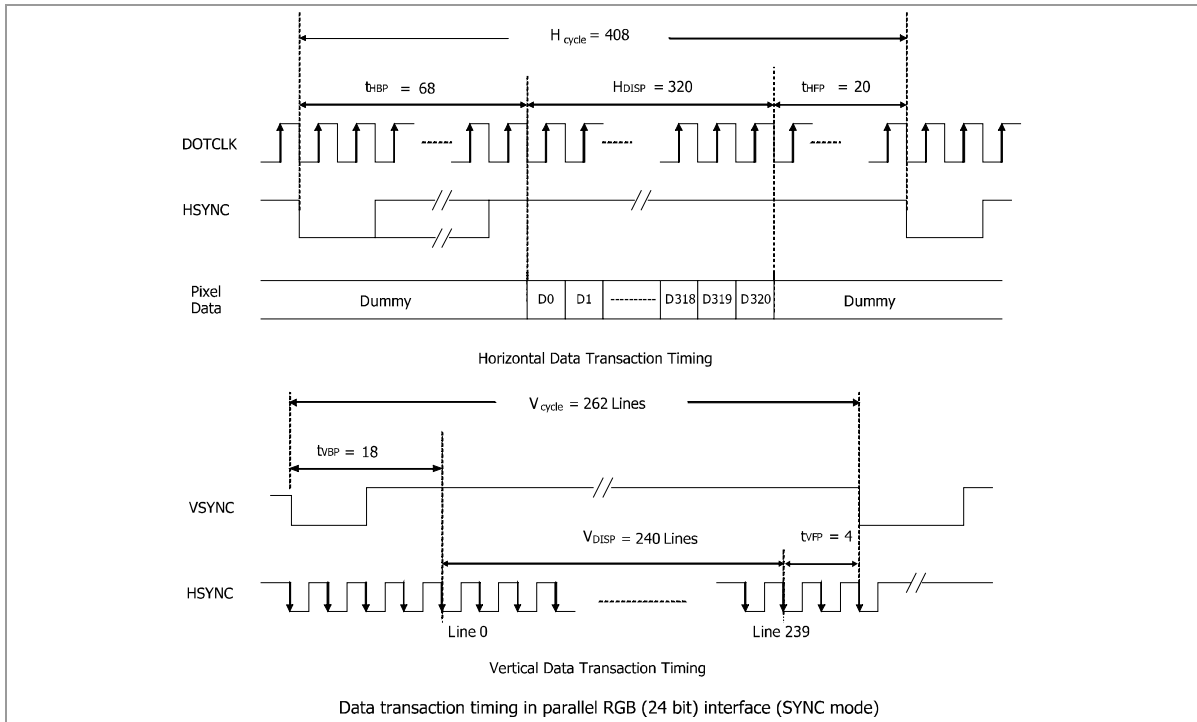 H cycle = 408
tHBP = 68
HDISP = 320
tHFP = 20
DOTCLK
HSYNC
Pixel
Data
Dummy
D0
D1
D318
D319
D320
Dummy
Horizontal Data Transaction Timing
V cycle = 262 Lines
tVBP = 18
VSYNC
VDISP = 240 Lines
tVFP = 4
HSYNC
Line 0
Line 239
Vertical Data Transaction Timing
Data transaction timing in parallel RGB (24 bit) interface (SYNC mode)